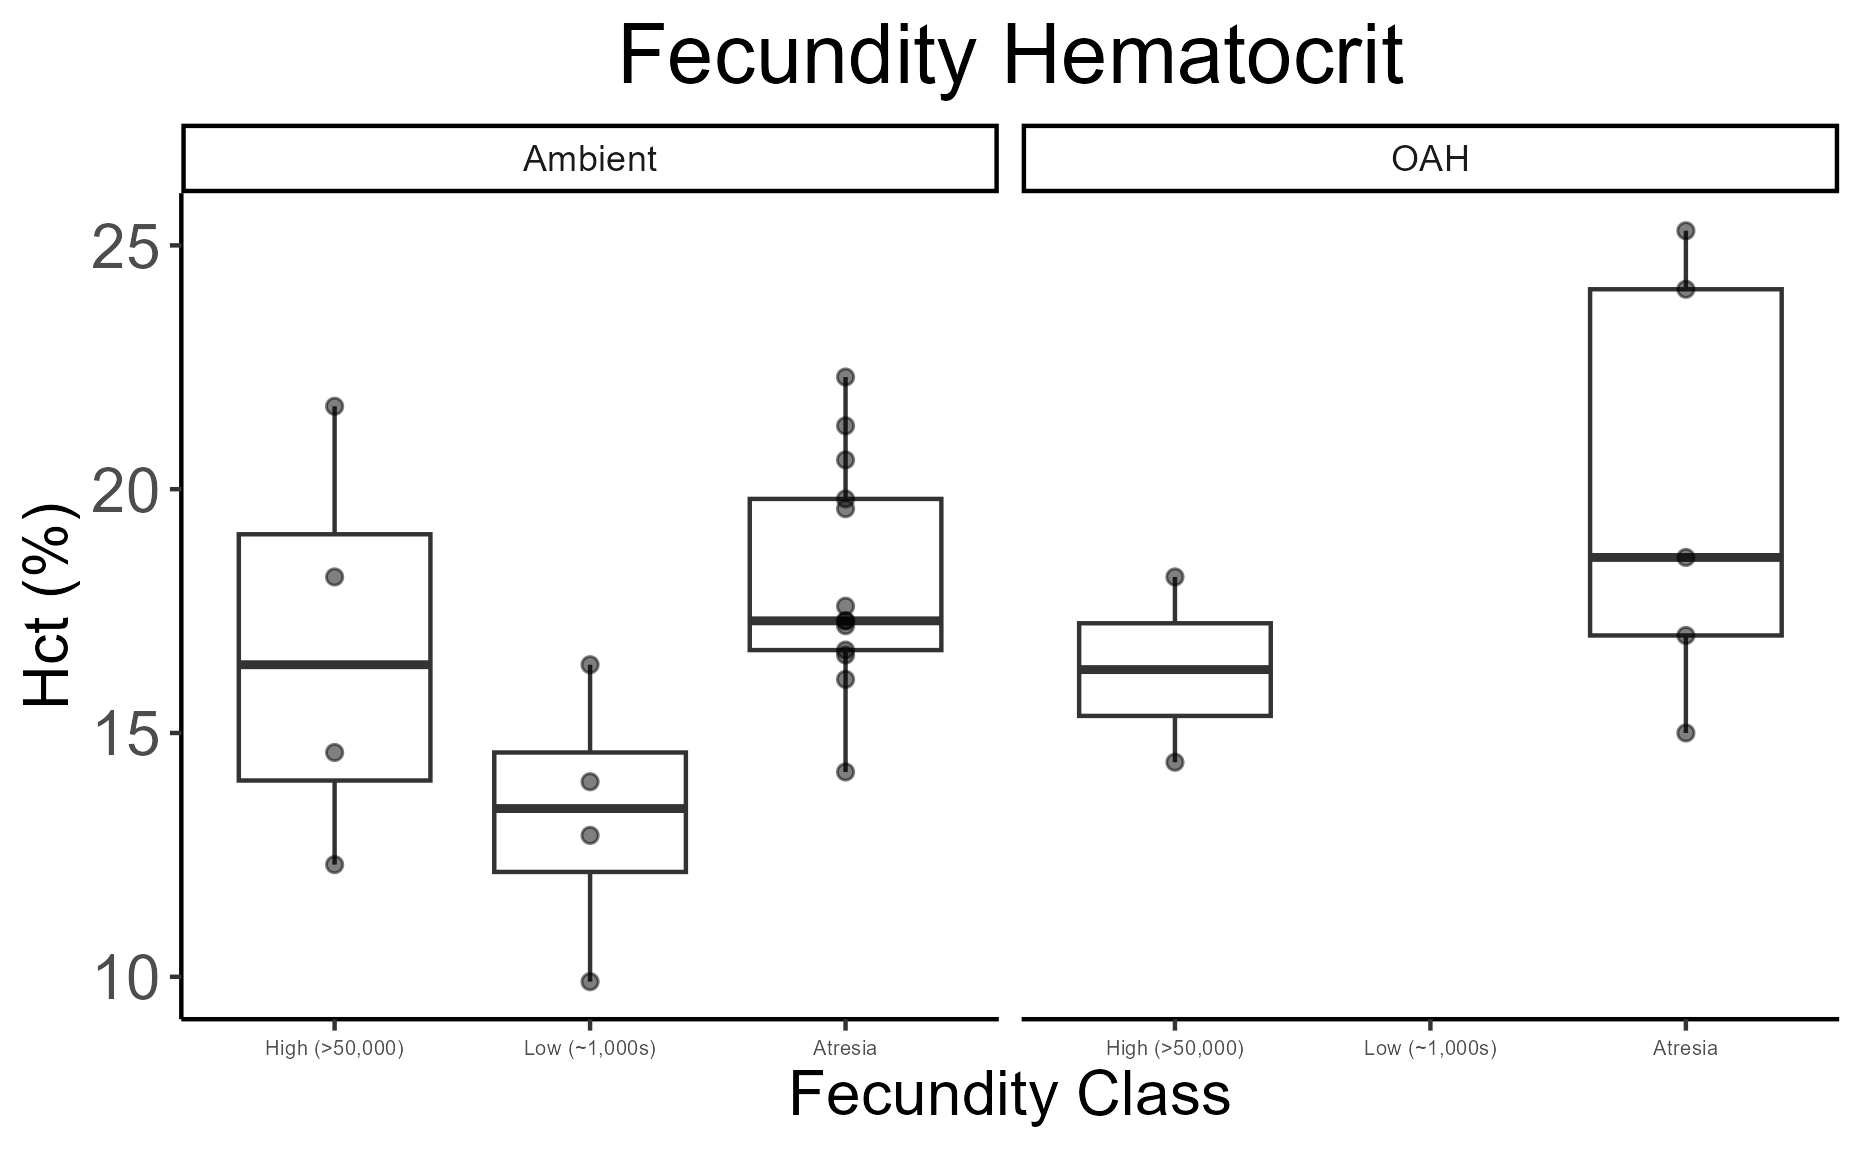 Fecundity Hematocrit
Ambient
OAH
Hct (%)
25
20
15
10
High (>50,000)
Low (~1,000s)
Atresia
High (>50,000)
Low (~1,000s)
Atresia
Fecundity Class